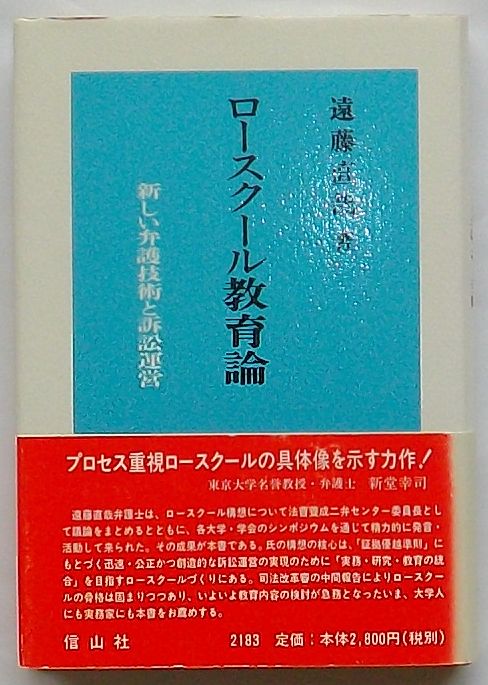 遠藤直哉 著
ロースクール教育論
新しい弁護技術と訴訟運営
プロセス重視ロースクールの具体像を示す力作!
東京大学名誉教授・弁護士 新堂幸司
遠藤直哉弁護士は、ロースクール構想について法曹養成二弁センター委員長と
して議論をまとめるとともに、各大学・学会のシンポジウムを通じて精力的に発言・
活動して来られた。その成果が本書である。氏の構想の核心は、「証拠優越準則」に
もとづく迅速・公正かつ創造的な訴訟運営の実現のために「実務・研究・教育の統
合」を目指すロースクールづくりにある。司法改革審の中間報告によりロースクール
の骨格は固まりつつあり、いよいよ教育内容の検討が急務となったいま、大学人
にも実務家にも本書をお薦めする。
信山社 2183 定価:本体2,800円(税別)